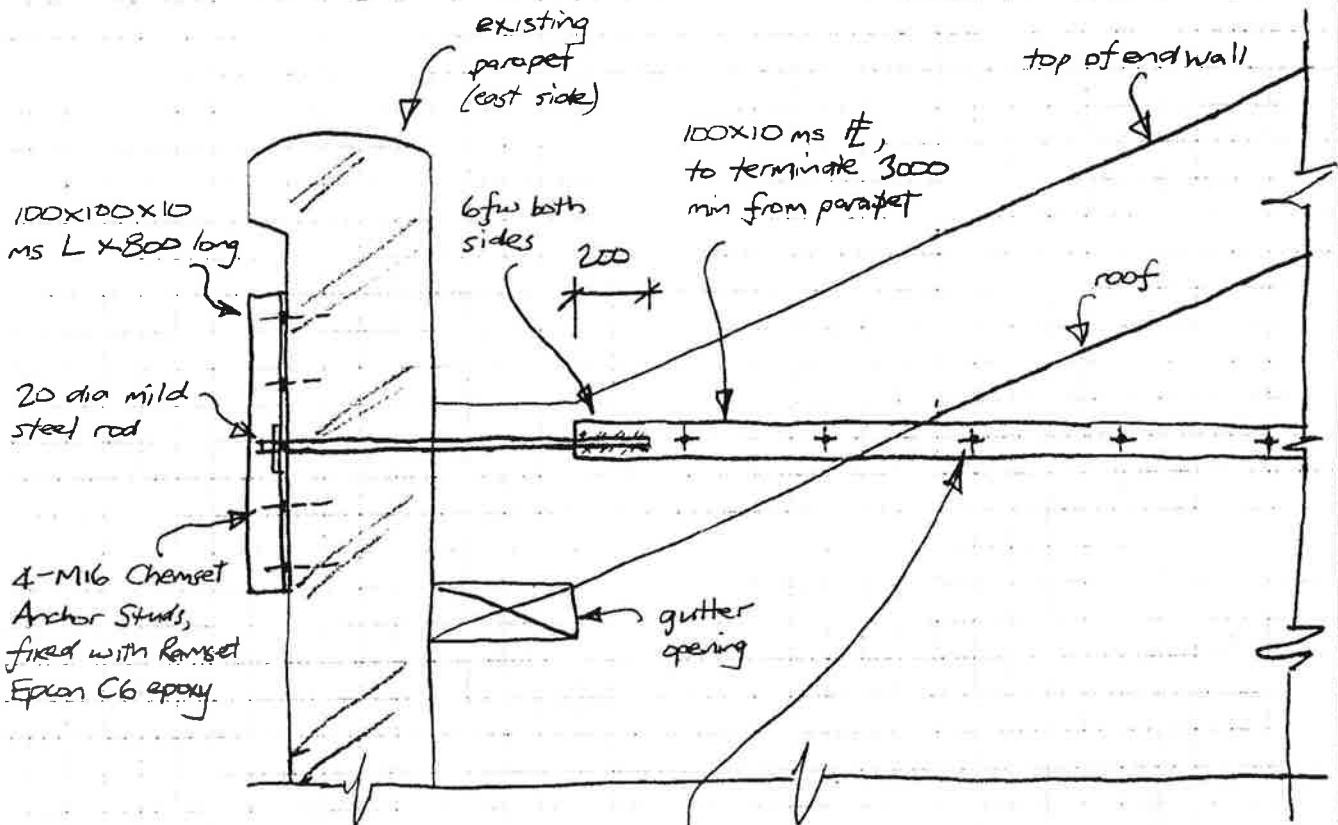 existing
parapet
(east side)
top of end wall
100x10 ms PL,
to terminate 3000
min from parapet
100x100x10
ms L x 800 long
6fw both
sides
200
roof
20 dia mild
steel rod
4-M16 Chemset
Anchor Studs,
fixed with Ramset
Epcon C6 epoxy
gutter
opening